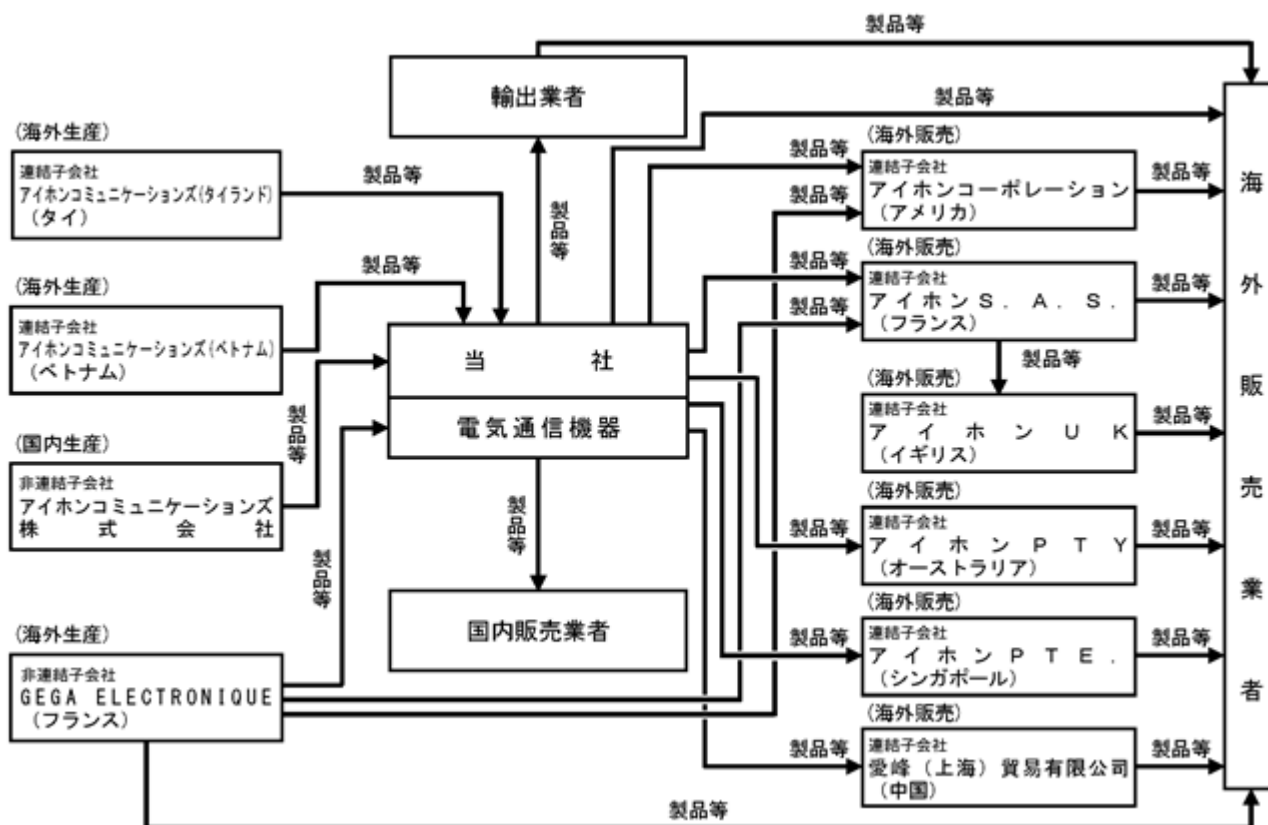 製品等
輸出業者
製品等
(海外生産)
連結子会社
アイホンコミュニケーションズ(タイランド)
(タイ)
製品等
製品等
(海外販売)
連結子会社
アイホンコーポレーション
(アメリカ)
製品等
製品等
製品等
製品等
(海外生産)
連結子会社
アイホンコミュニケーションズ(ベトナム)
(ベトナム)
製品等
(海外販売)
連結子会社
アイホンS.A.S.
(フランス)
製品等
製品等
製品等
製品等
当社
電気通信機器
(海外販売)
連結子会社
アイホンUK
(イギリス)
製品等
(国内生産)
非連結子会社
アイホンコミュニケーションズ
株式会社
製品等
製品等
(海外販売)
連結子会社
アイホンPTY
(オーストラリア)
製品等
製品等
製品等
国内販売業者
(海外販売)
連結子会社
アイホンPTE.
(シンガポール)
製品等
製品等
(海外生産)
非連結子会社
GEGA ELECTRONIQUE
(フランス)
製品等
(海外販売)
連結子会社
愛峰(上海)貿易有限公司
(中国)
製品等
製品等
製品等
海外販売業者